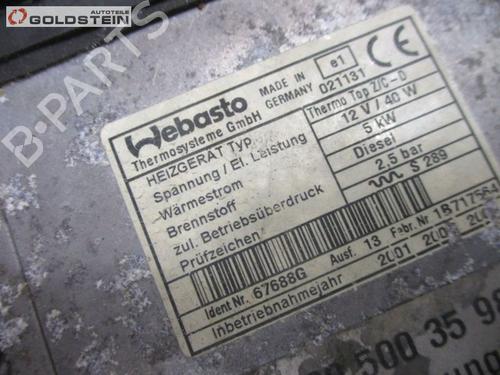 Autoteile
GOLDSTEIN
B-PARTS
Webasto
Thermosysteme GmbH
MADE IN
GERMANY
e1
021131
CE
HEIZGERÄT Typ
Thermo Top Z/C-D
Spannung / El. Leistung
12 V / 40 W
Wärmestrom
5 kW
Brennstoff
Diesel
zul. Betriebsüberdruck
2,5 bar
Prüfzeichen
S 289
Ident Nr. 67688G
Ausf. 13
Fabr. Nr
Inbetriebnahmejahr
2001
500 35